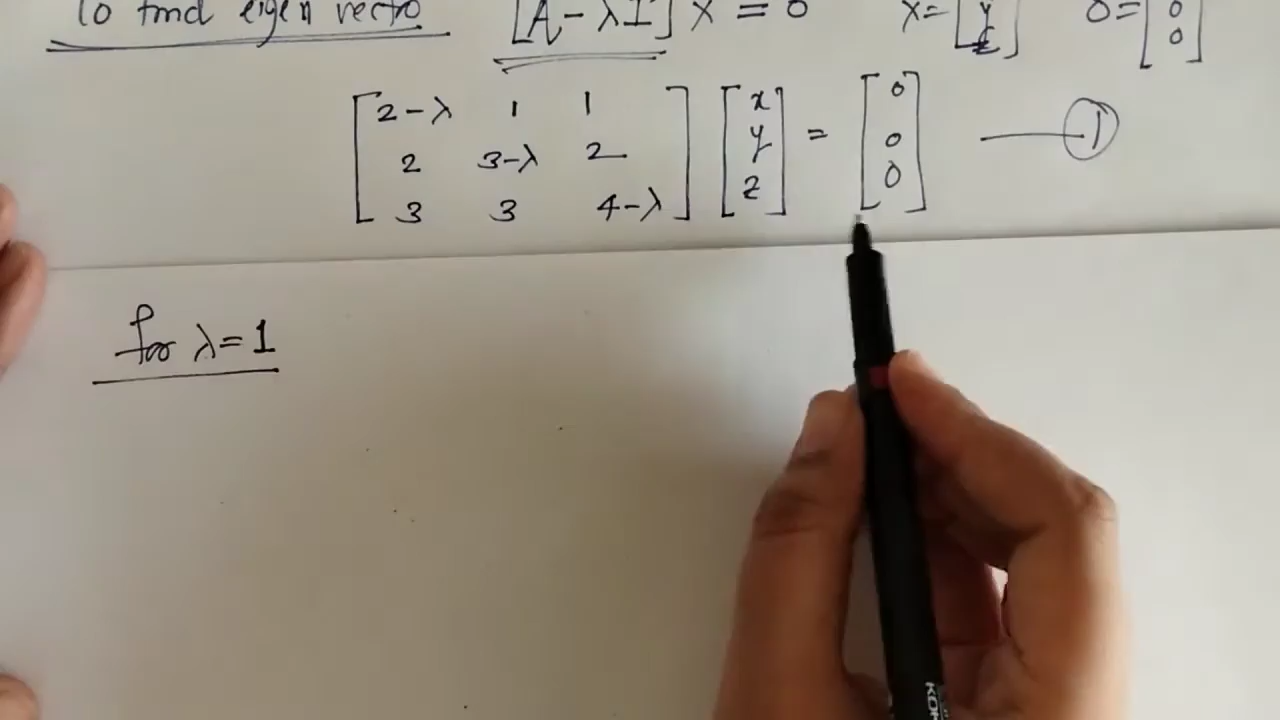 To find eigen vecto [A - λI] x = 0 x = [y z] 0 = [0 0]
[2-λ 1 1] [x] = [0]
[2 3-λ 2] [y] = [0] — ①
[3 3 4-λ] [z] = [0]
for λ = 1
KOH